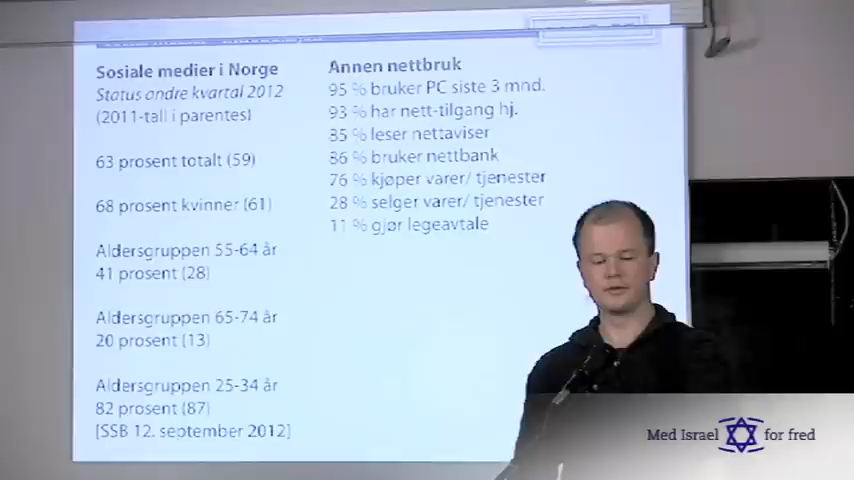 Sosiale medier i Norge
Status andre kvartal 2012
(2011-tall i parentes)
63 prosent totalt (59)
68 prosent kvinner (61)
Aldersgruppen 55-64 år
41 prosent (28)
Aldersgruppen 65-74 år
20 prosent (13)
Aldersgruppen 25-34 år
82 prosent (87)
[SSB 12. september 2012]
Annen nettbruk
95 % bruker PC siste 3 mnd.
93 % har nett-tilgang hj.
85 % leser nettaviser
86 % bruker nettbank
76 % kjøper varer/ tjenester
28 % selger varer/ tjenester
11 % gjør legeavtale
Med Israel for fred